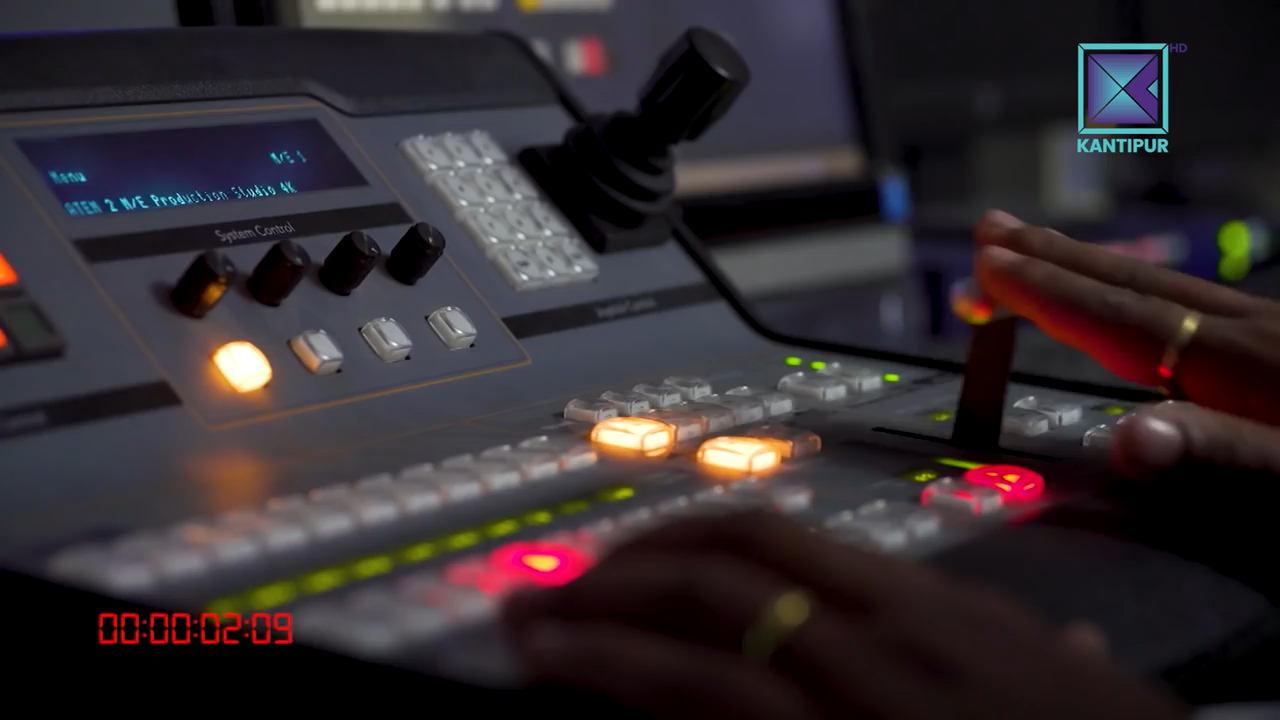 HD
KANTIPUR
M/E 1
Menu
ATEM 2 M/E Production Studio 4K
System Control
00:00:02:09